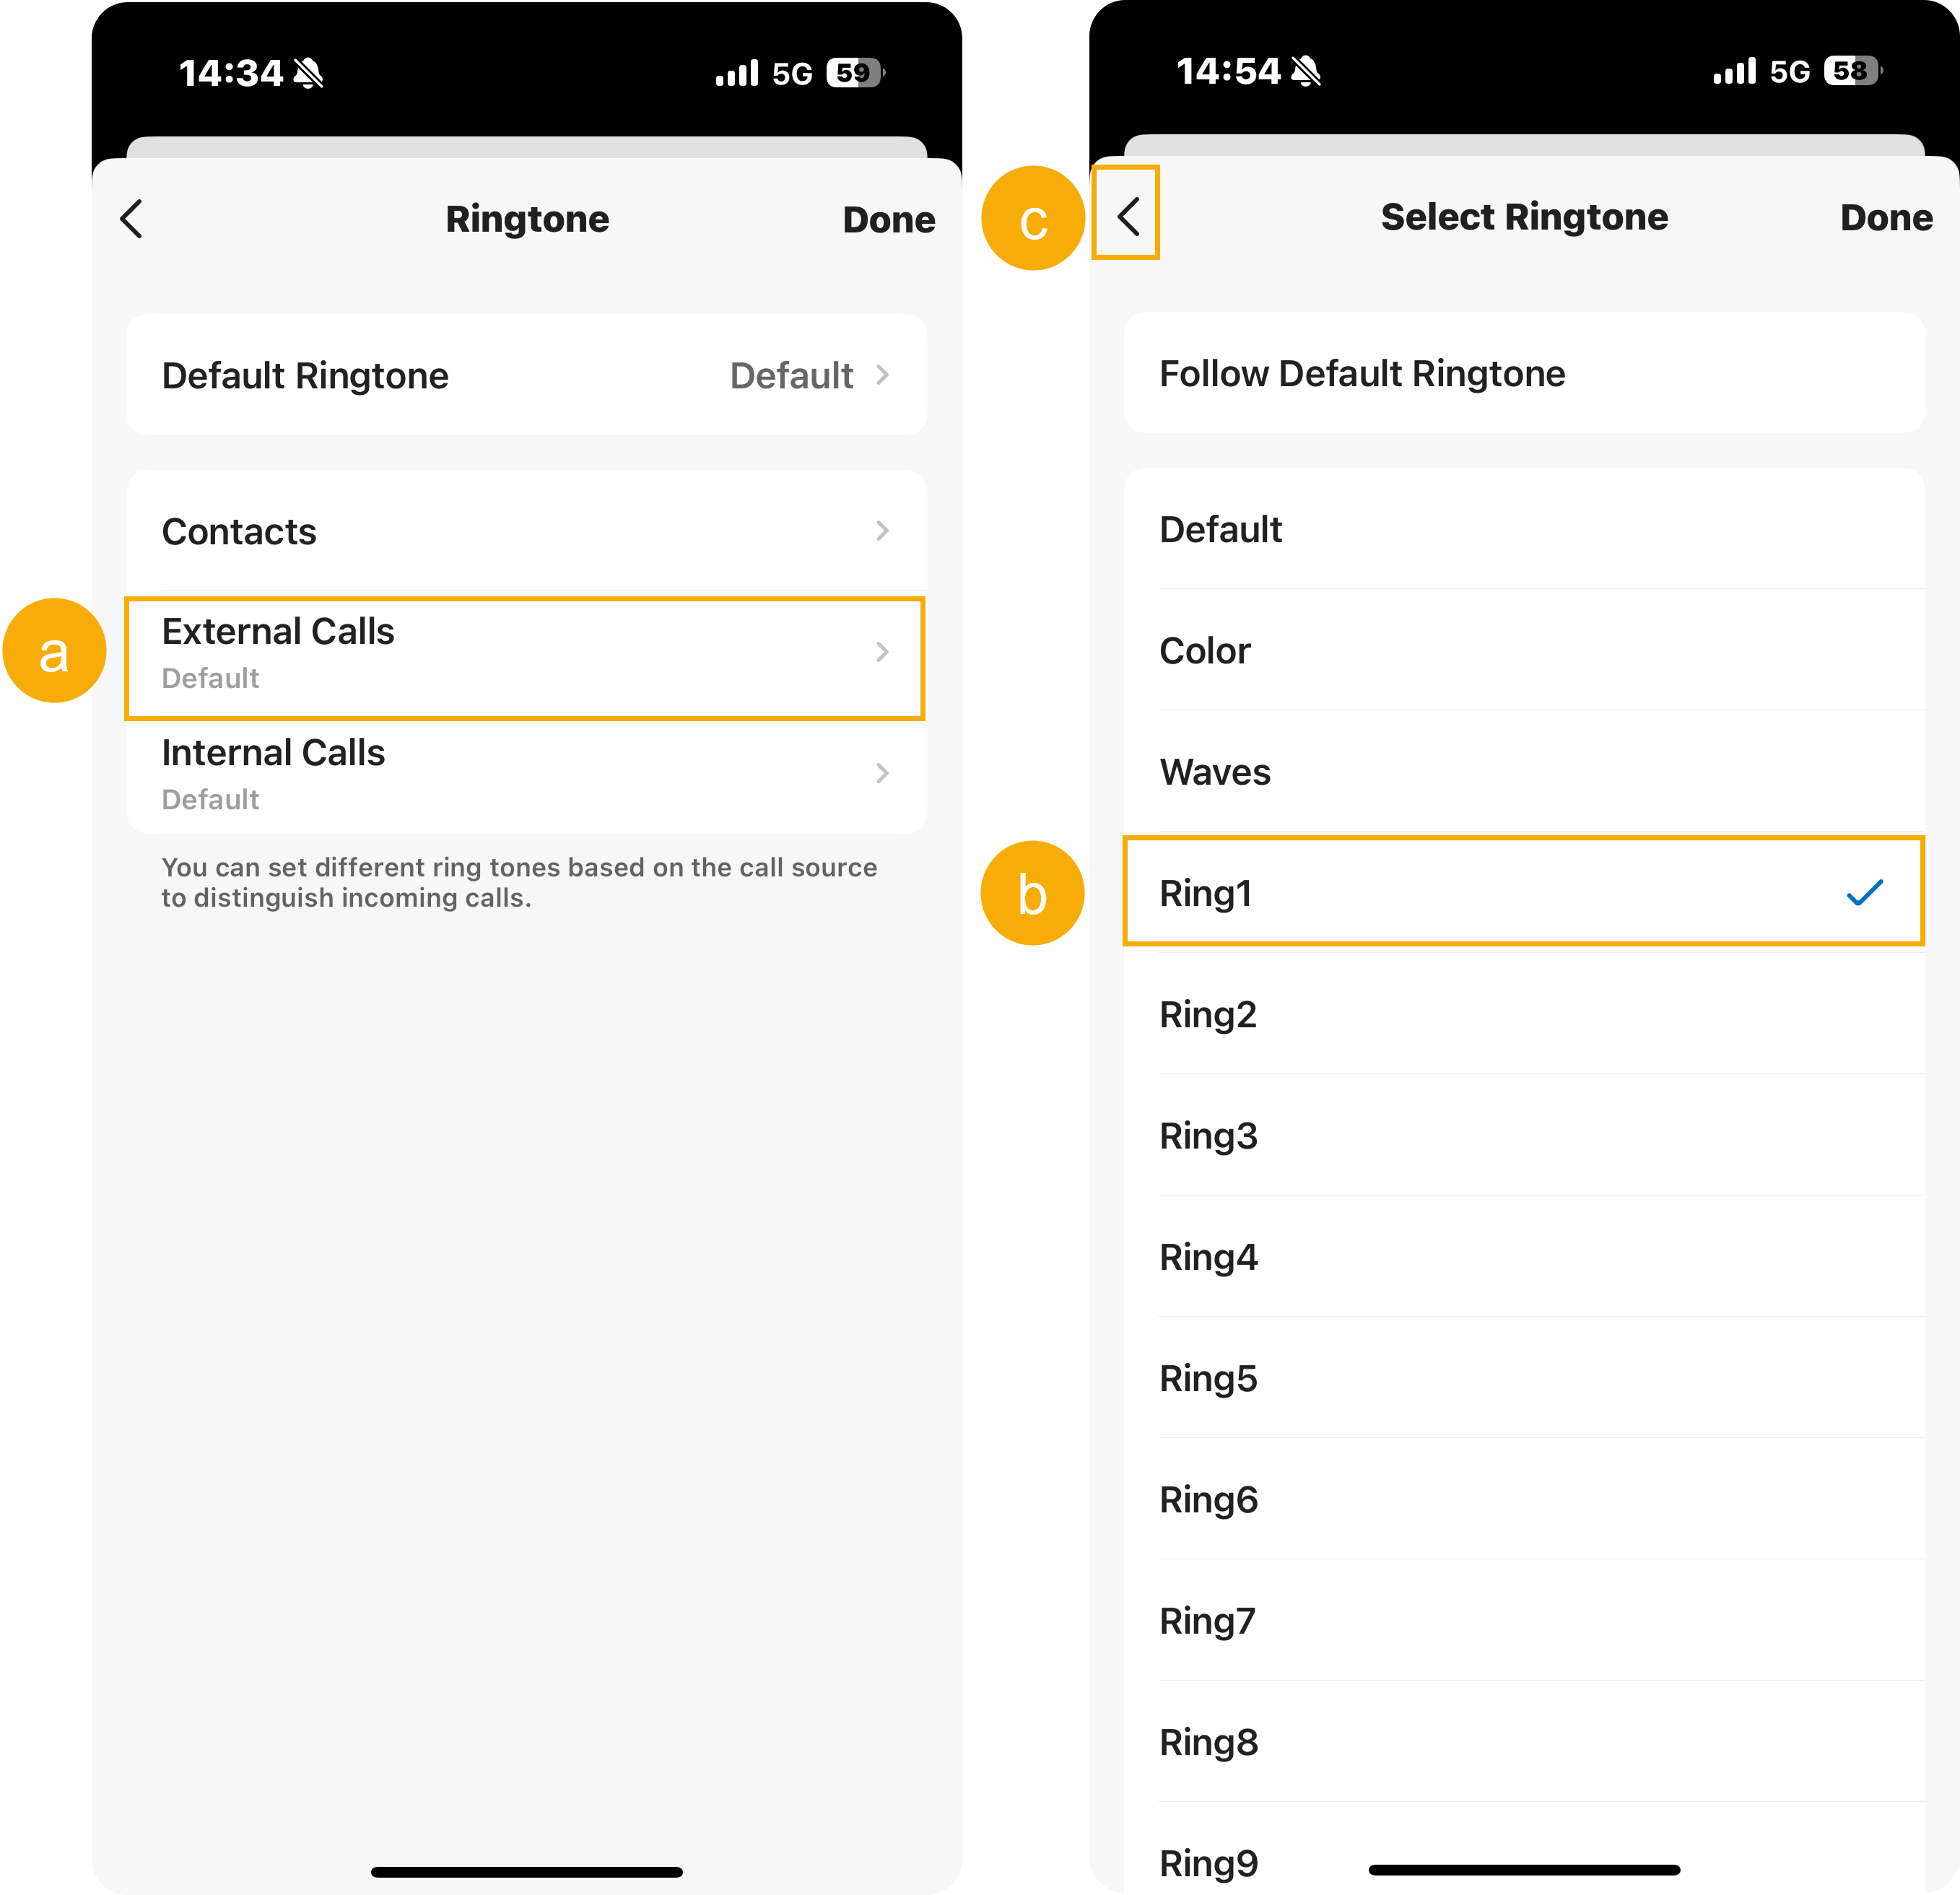 14:34 5G 59
Ringtone Done
Default Ringtone Default
Contacts
a
External Calls
Default
Internal Calls
Default
You can set different ring tones based on the call source
to distinguish incoming calls.
14:54 5G 58
c
Select Ringtone Done
Follow Default Ringtone
Default
Color
Waves
b
Ring1
Ring2
Ring3
Ring4
Ring5
Ring6
Ring7
Ring8
Ring9